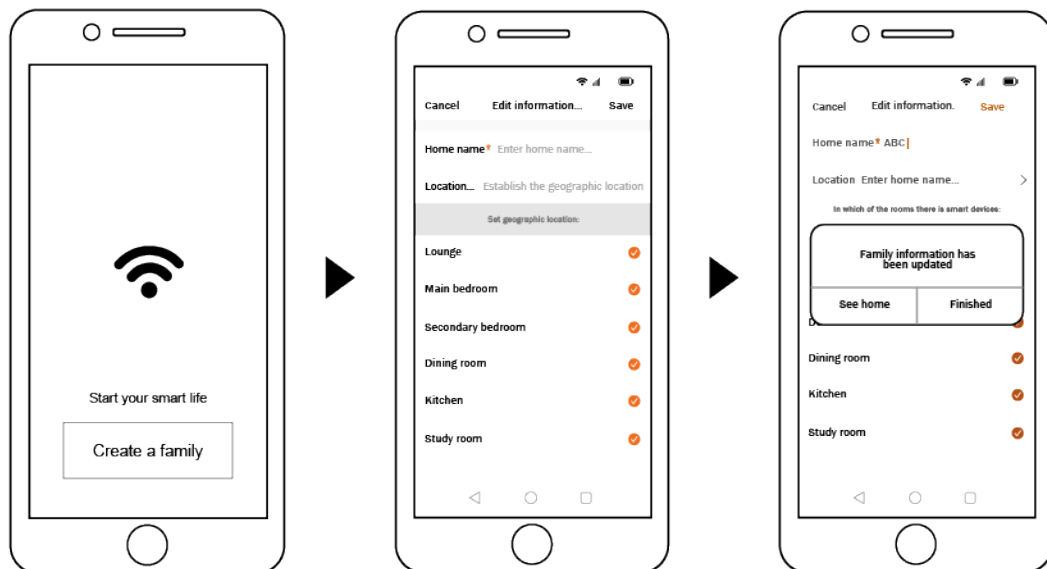 Start your smart life
Create a family
Cancel Edit information... Save
Home name* Enter home name...
Location... Establish the geographic location
Set geographic location:
Lounge
Main bedroom
Secondary bedroom
Dining room
Kitchen
Study room
Cancel Edit information. Save
Home name* ABC
Location Enter home name...
In which of the rooms there is smart devices:
Family information has
been updated
See home Finished
Dining room
Kitchen
Study room